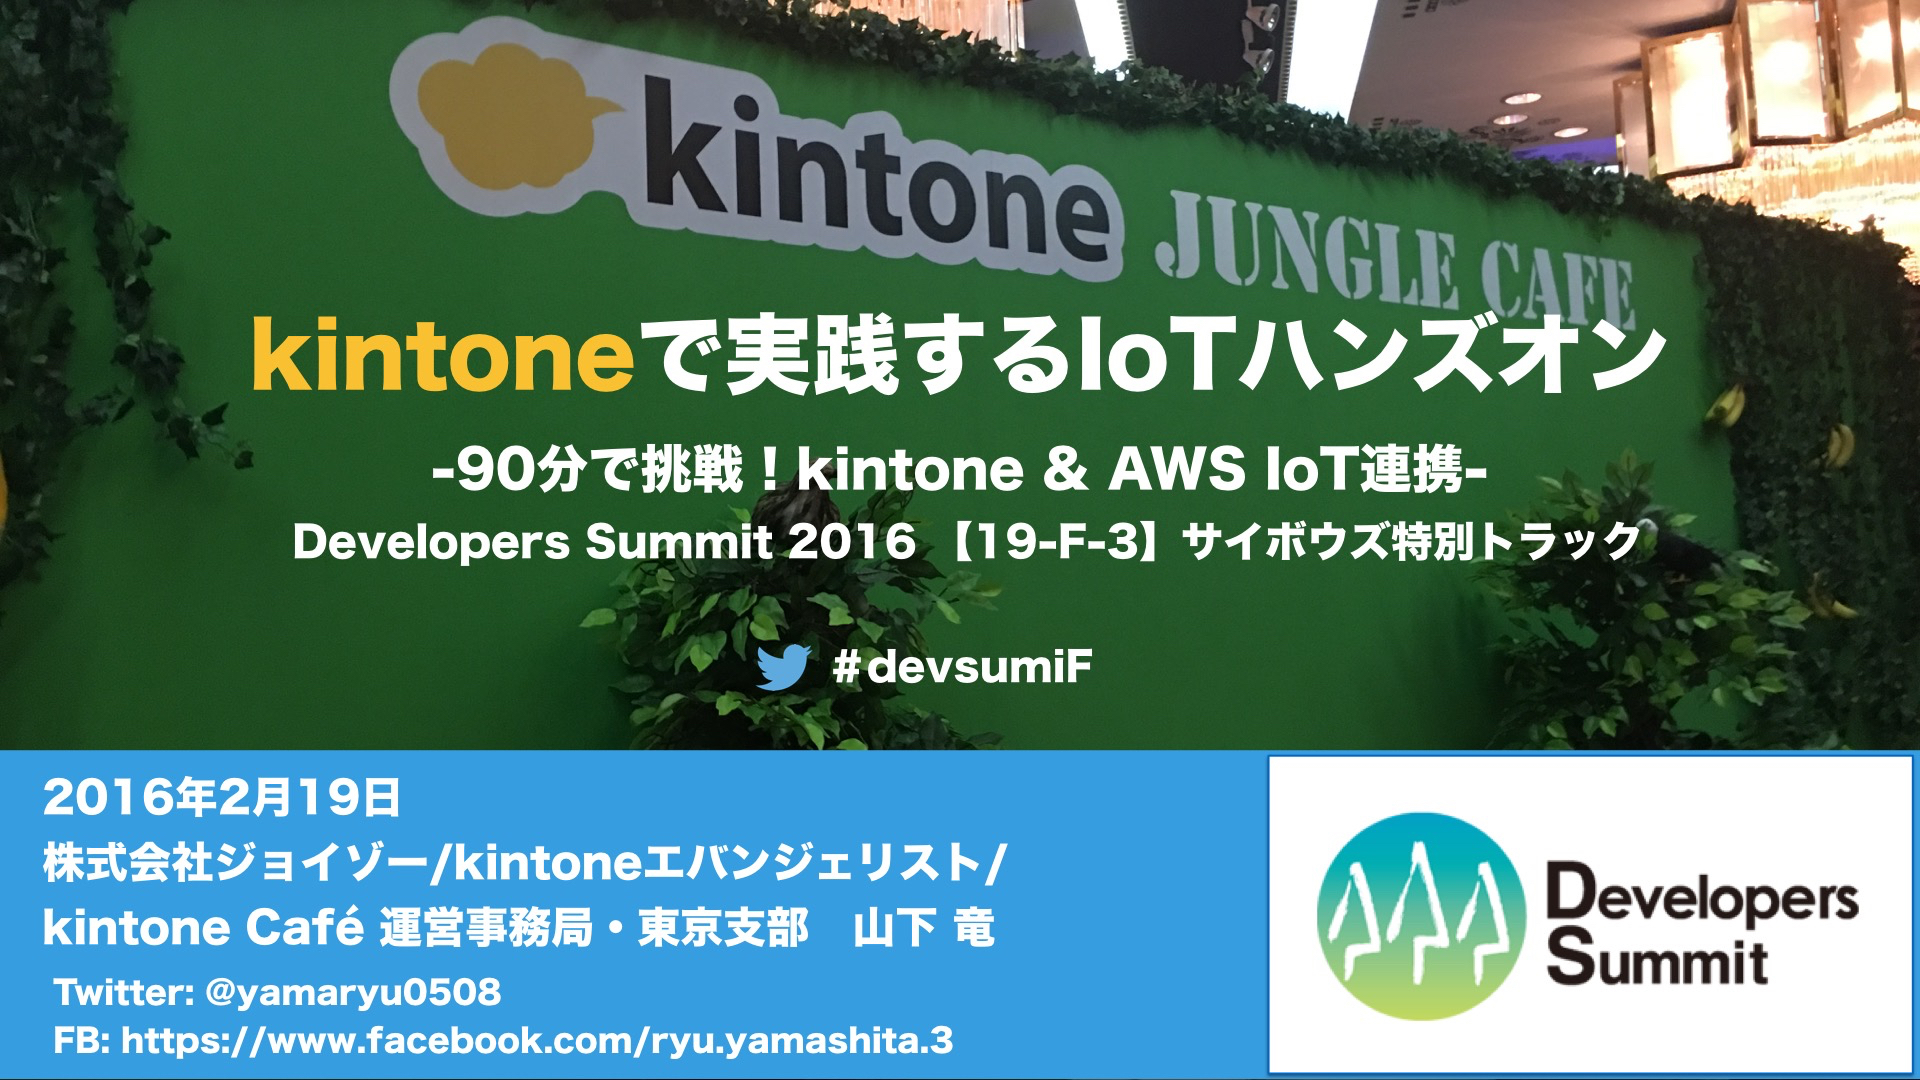 kintone JUNGLE CAFE
kintoneで実践するIoTハンズオン
-90分で挑戦！kintone & AWS IoT連携-
Developers Summit 2016 【19-F-3】サイボウズ特別トラック
#devsumiF
2016年2月19日
株式会社ジョイゾー/kintoneエバンジェリスト/
kintone Café 運営事務局・東京支部　山下 竜
Twitter: @yamaryu0508
FB: https://www.facebook.com/ryu.yamashita.3
Developers
Summit